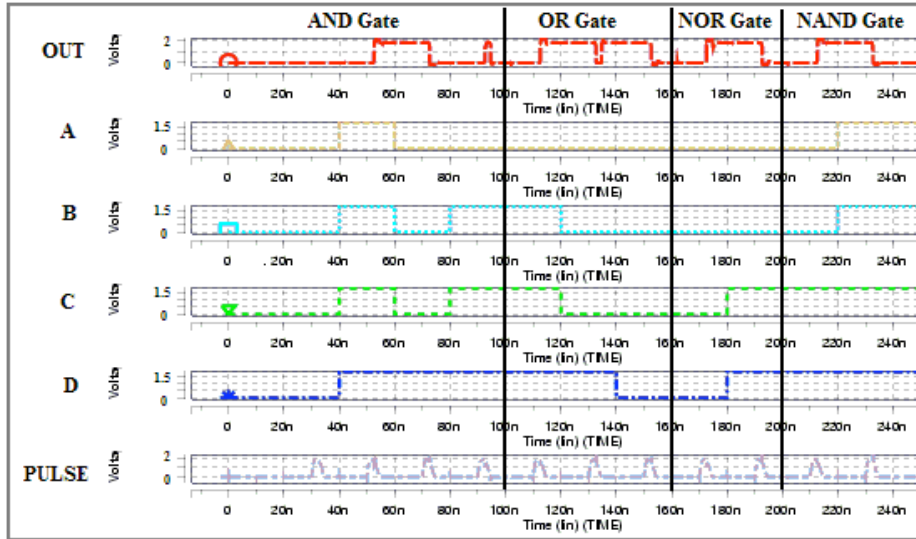 AND Gate OR Gate NOR Gate NAND Gate
OUT Volts 2 0
0 20n 40n 60n 80n 100n 120n 140n 160n 180n 200n 220n 240n
Time (lin) (TIME)
A Volts 1.5 0
0 20n 40n 60n 80n 100n 120n 140n 160n 180n 200n 220n 240n
Time (lin) (TIME)
B Volts 1.5 0
0 . 20n 40n 60n 80n 100n 120n 140n 160n 180n 200n 220n 240n
Time (lin) (TIME)
C Volts 1.5 0
0 20n 40n 60n 80n 100n 120n 140n 160n 180n 200n 220n 240n
Time (lin) (TIME)
D Volts 1.5 0
0 20n 40n 60n 80n 100n 120n 140n 160n 180n 200n 220n 240n
Time (lin) (TIME)
PULSE Volts 2 0
0 20n 40n 60n 80n 100n 120n 140n 160n 180n 200n 220n 240n
Time (lin) (TIME)